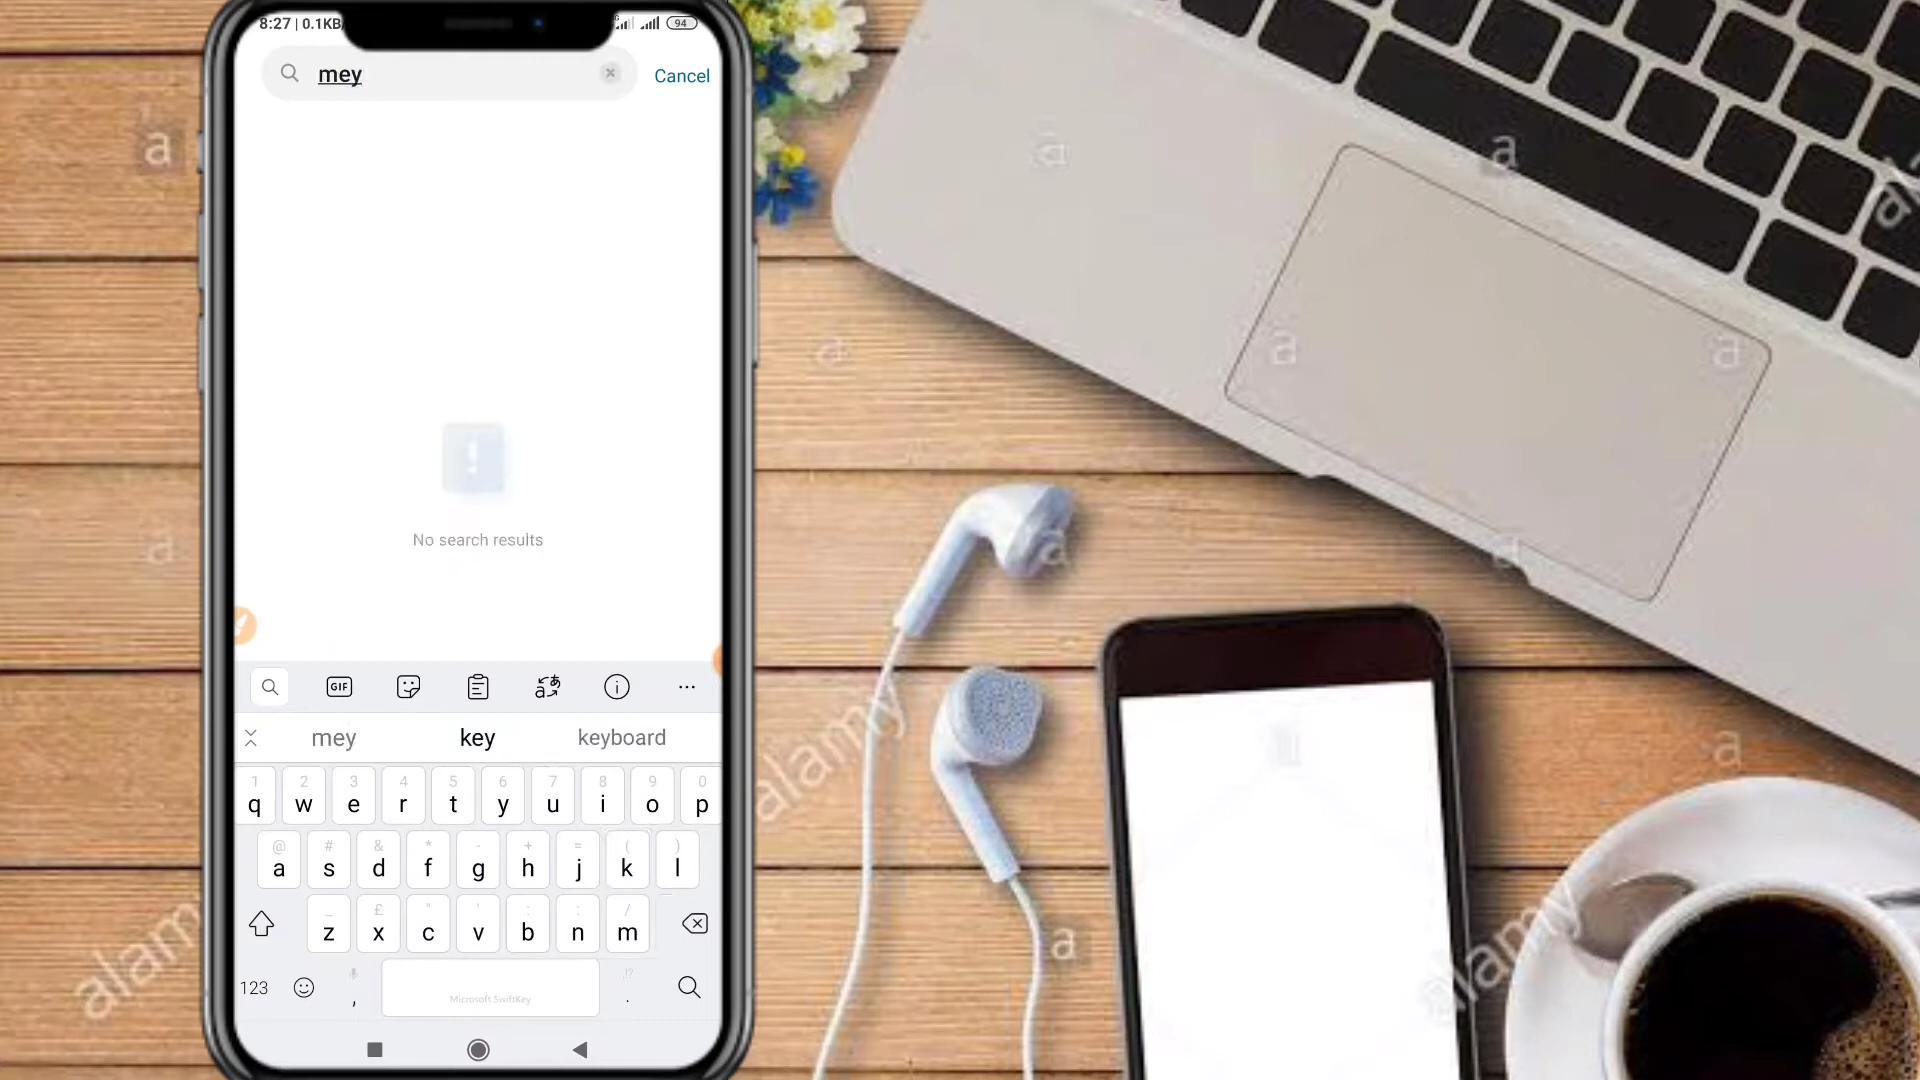 8:27 | 0.1KB/
94
mey
Cancel
No search results
GIF
mey
key
keyboard
1 2 3 4 5 6 7 8 9 0
q w e r t y u i o p
@ # & * - + = ( )
a s d f g h j k l
_ £ " ' : ; /
z x c v b n m
123
,
Microsoft SwiftKey
!?
.
a
a
a
a
a
a
a
a
a
a
a
a
alamy
alamy
alam